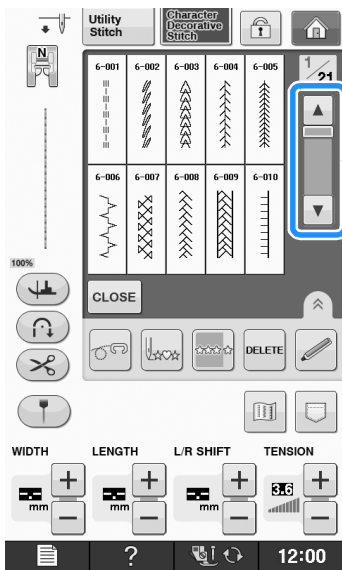 Utility
Stitch
Character
Decorative
Stitch
N
6-001 6-002 6-003 6-004 6-005
1/21
6-006 6-007 6-008 6-009 6-010
100%
CLOSE
DELETE
WIDTH LENGTH L/R SHIFT TENSION
--.-- mm + −
--.-- mm + −
--.-- mm + −
3.6 + −
? 12:00